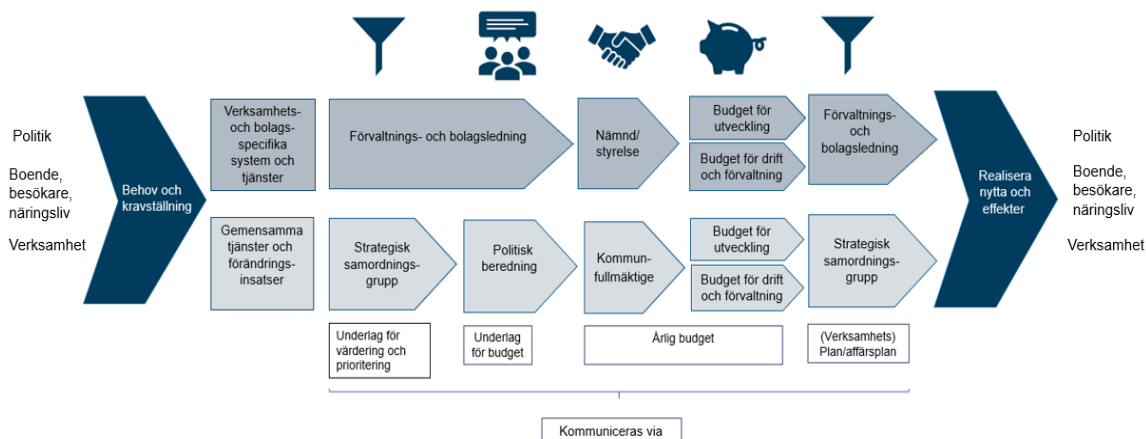 Politik
Boende,
besökare,
näringsliv
Verksamhet
Behov och
kravställning
Verksamhets-
och bolags-
specifika
system och
tjänster
Förvaltnings- och bolagsledning
Nämnd/
styrelse
Budget för
utveckling
Budget för drift
och förvaltning
Förvaltnings-
och
bolagsledning
Gemensamma
tjänster och
förändrings-
insatser
Strategisk
samordnings-
grupp
Politisk
beredning
Kommun-
fullmäktige
Budget för
utveckling
Budget för drift
och förvaltning
Strategisk
samordnings-
grupp
Realisera
nytta och
effekter
Politik
Boende,
besökare,
näringsliv
Verksamhet
Underlag för
värdering och
prioritering
Underlag
för budget
Årlig budget
(Verksamhets)
Plan/affärsplan
Kommuniceras via